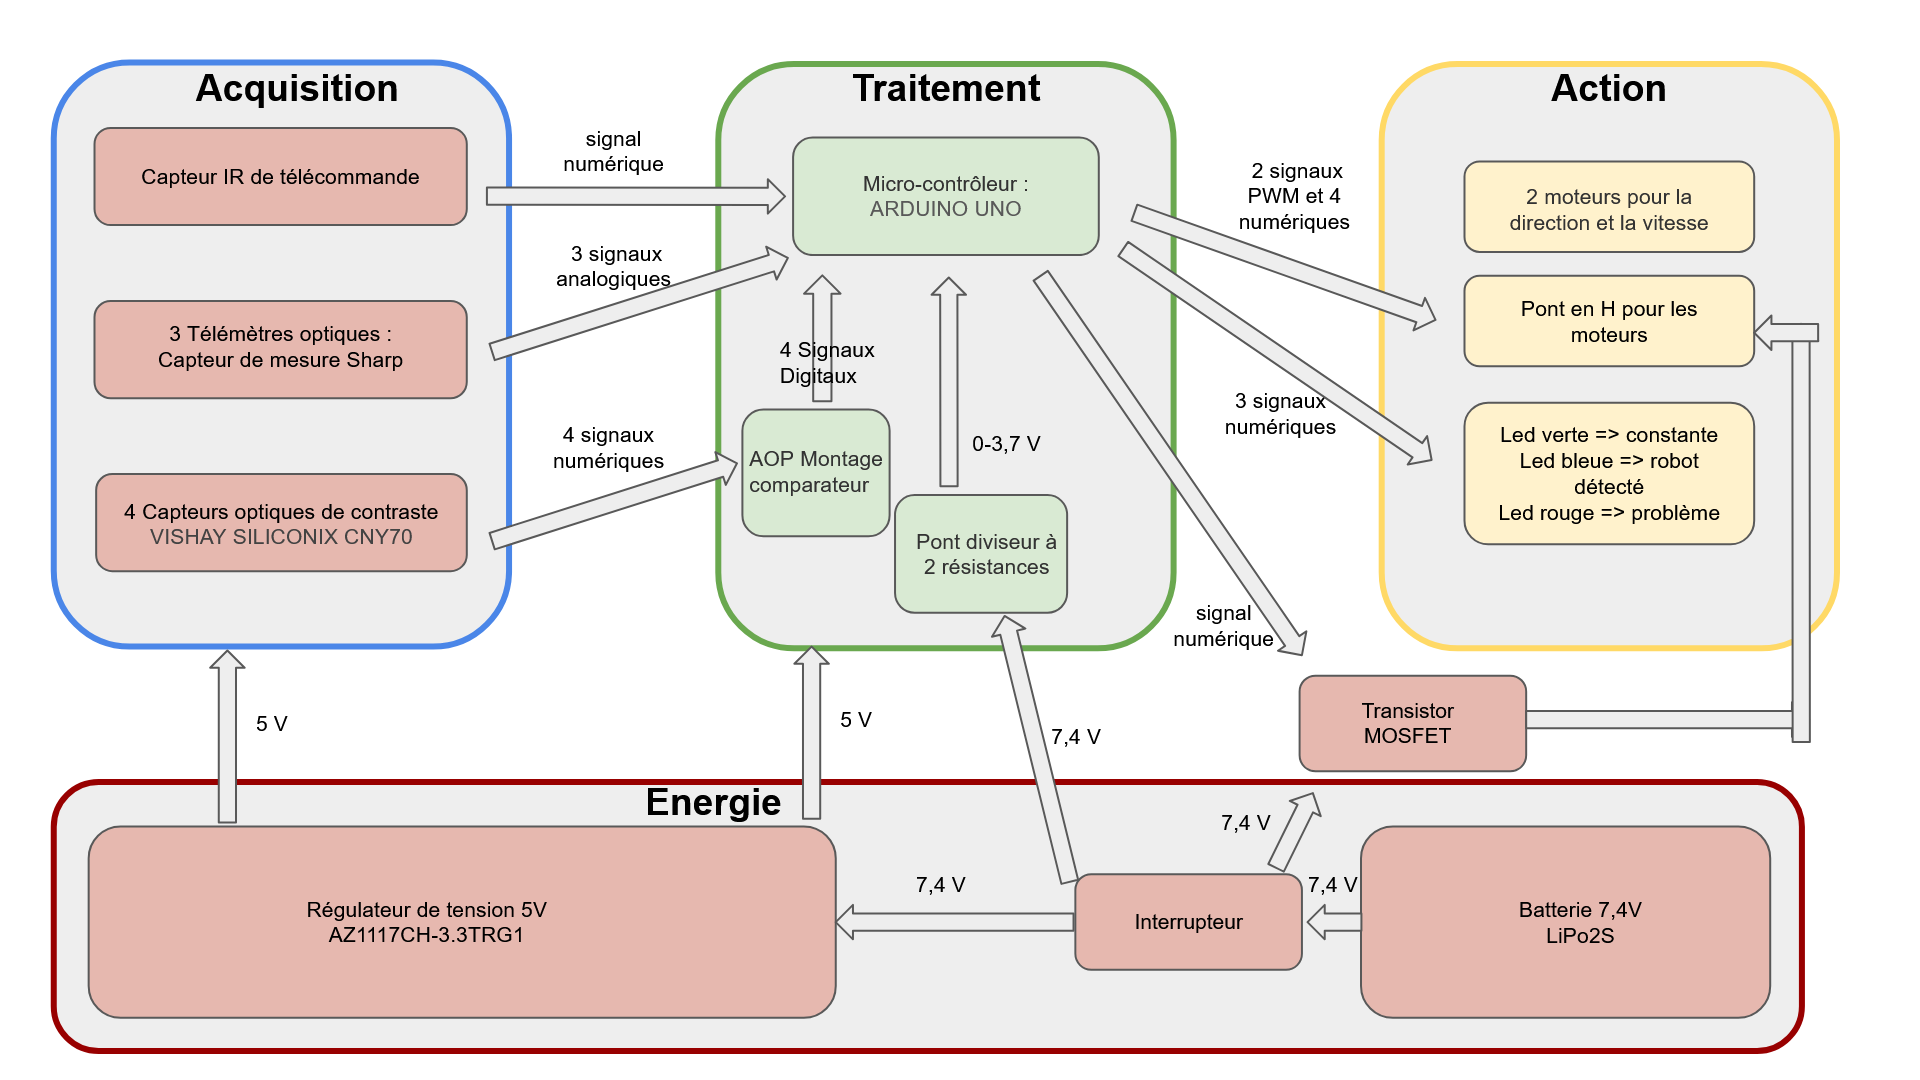 Acquisition
Capteur IR de télécommande
3 Télémètres optiques :
Capteur de mesure Sharp
4 Capteurs optiques de contraste
VISHAY SILICONIX CNY70
signal
numérique
3 signaux
analogiques
4 signaux
numériques
Traitement
Micro-contrôleur :
ARDUINO UNO
4 Signaux
Digitaux
AOP Montage
comparateur
0-3,7 V
Pont diviseur à
2 résistances
2 signaux
PWM et 4
numériques
3 signaux
numériques
signal
numérique
Action
2 moteurs pour la
direction et la vitesse
Pont en H pour les
moteurs
Led verte => constante
Led bleue => robot
détecté
Led rouge => problème
5 V
5 V
7,4 V
Transistor
MOSFET
Energie
Régulateur de tension 5V
AZ1117CH-3.3TRG1
7,4 V
Interrupteur
7,4 V
7,4 V
Batterie 7,4V
LiPo2S